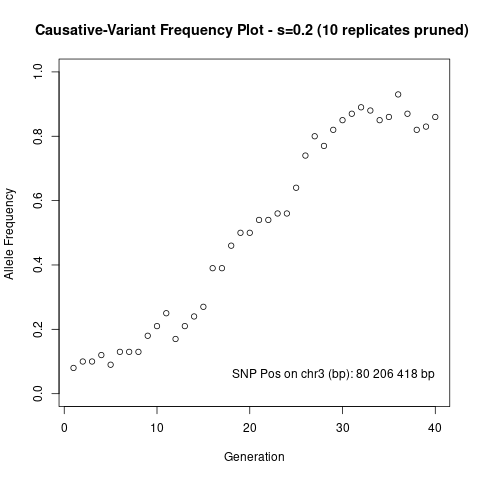 Causative-Variant Frequency Plot - s=0.2 (10 replicates pruned)
1.0
0.8
0.6
0.4
0.2
0.0
Allele Frequency
SNP Pos on chr3 (bp): 80 206 418 bp
0 10 20 30 40
Generation